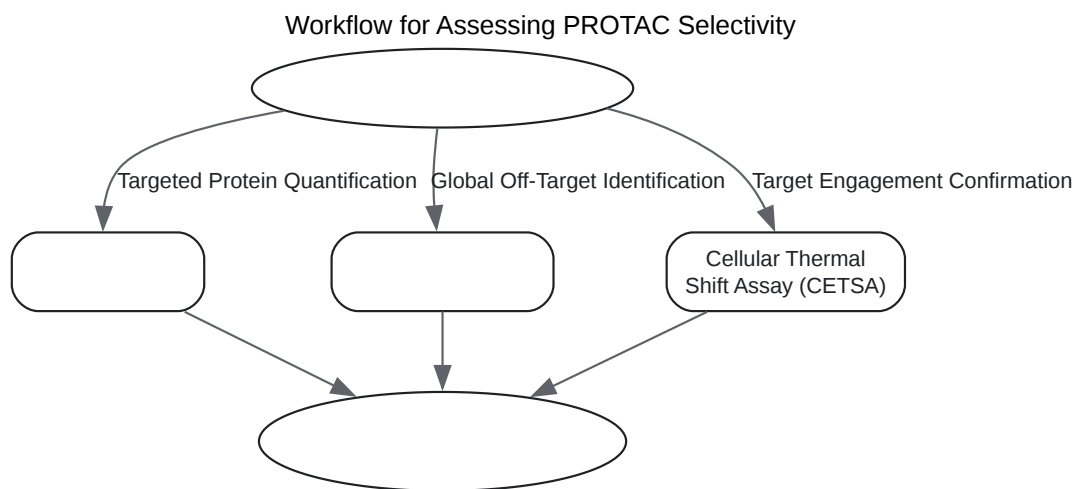 Workflow for Assessing PROTAC Selectivity
Targeted Protein Quantification
Global Off-Target Identification
Target Engagement Confirmation
Cellular Thermal
Shift Assay (CETSA)